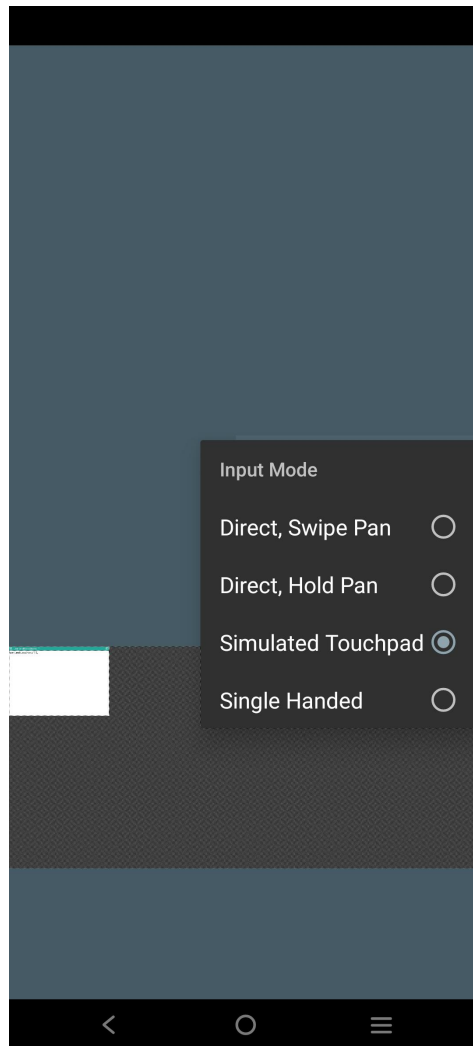 Input Mode
Direct, Swipe Pan
Direct, Hold Pan
Simulated Touchpad
Single Handed